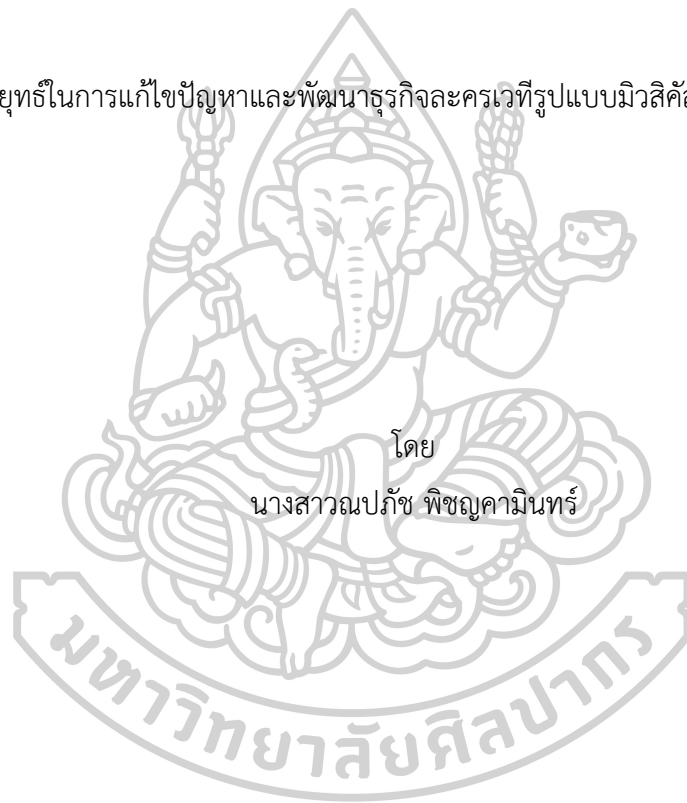 ยุทธ์ในการแก้ไขปัญหาและพัฒนาธุรกิจละครเวทีรูปแบบมิวสิคั
โดย
นางสาวณปภัช พิชญคามินทร์
มหาวิทยาลัยศิลปากร